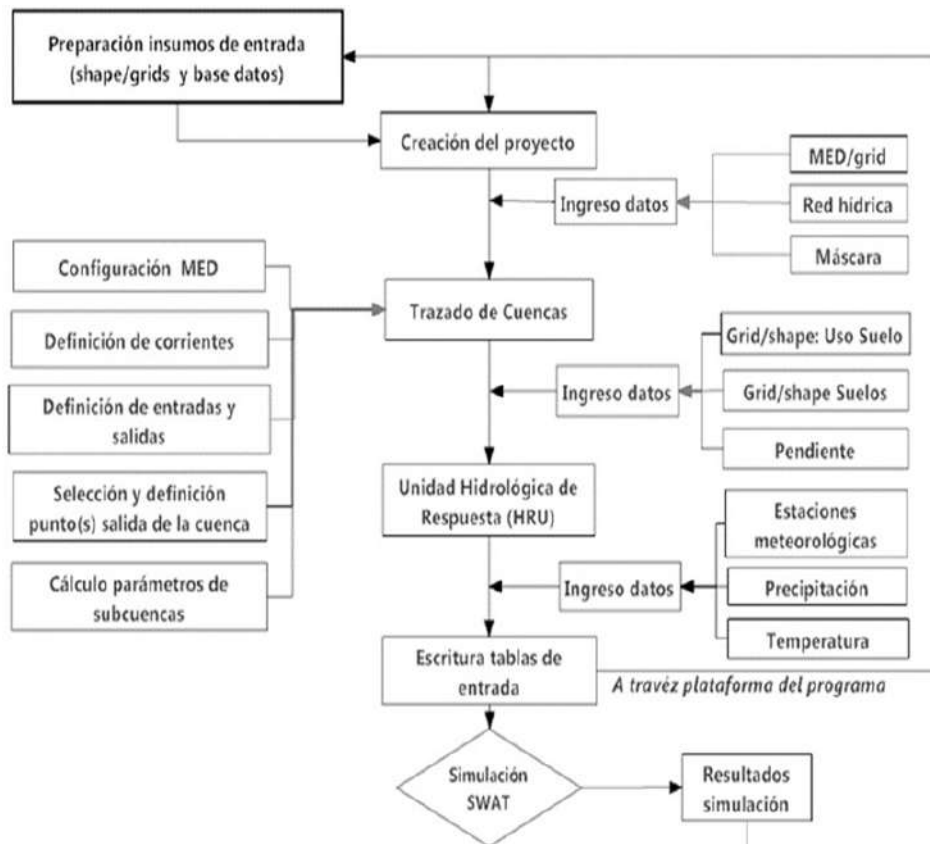 Preparación insumos de entrada
(shape/grids y base datos)
Creación del proyecto
Ingreso datos
MED/grid
Red hídrica
Máscara
Configuración MED
Definición de corrientes
Definición de entradas y
salidas
Selección y definición
punto(s) salida de la cuenca
Cálculo parámetros de
subcuencas
Trazado de Cuencas
Ingreso datos
Grid/shape: Uso Suelo
Grid/shape Suelos
Pendiente
Unidad Hidrológica de
Respuesta (HRU)
Ingreso datos
Estaciones
meteorológicas
Precipitación
Temperatura
Escritura tablas de
entrada
A travéz plataforma del programa
Simulación
SWAT
Resultados
simulación